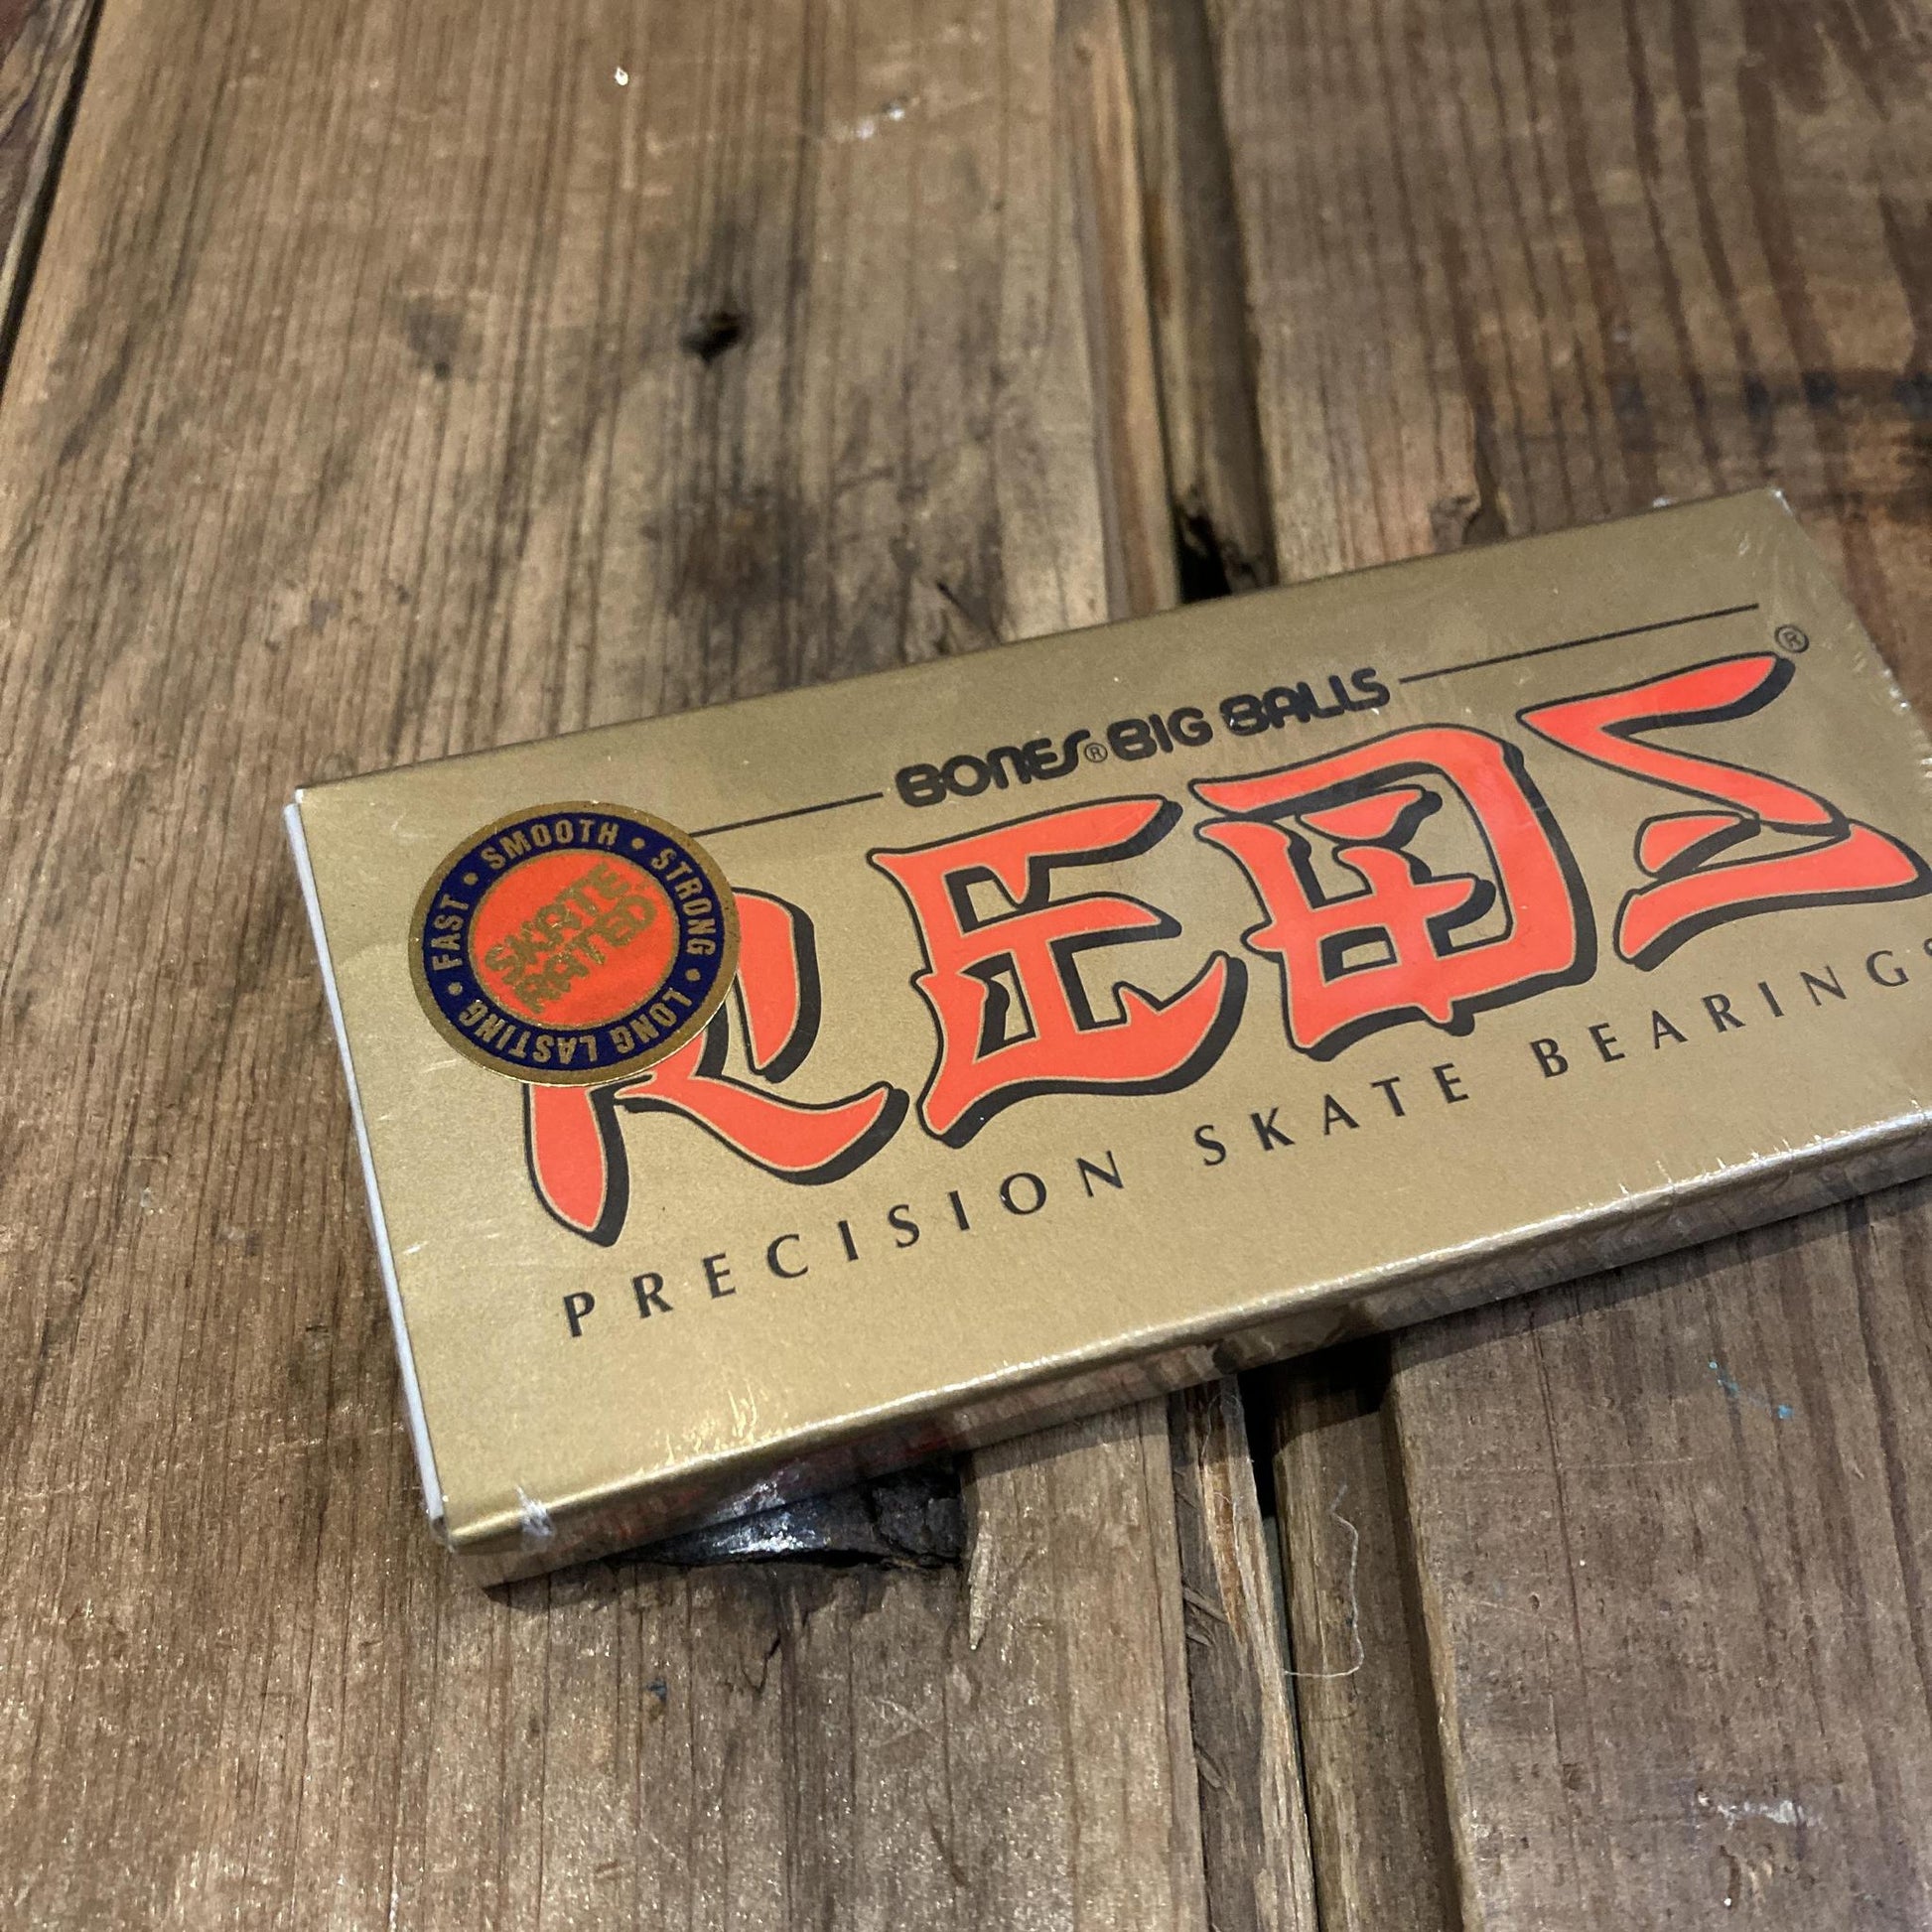 BONES® BIG BALLS
REDS®
PRECISION SKATE BEARINGS
SKATE
RATED
FAST • SMOOTH • STRONG • LONG LASTING •